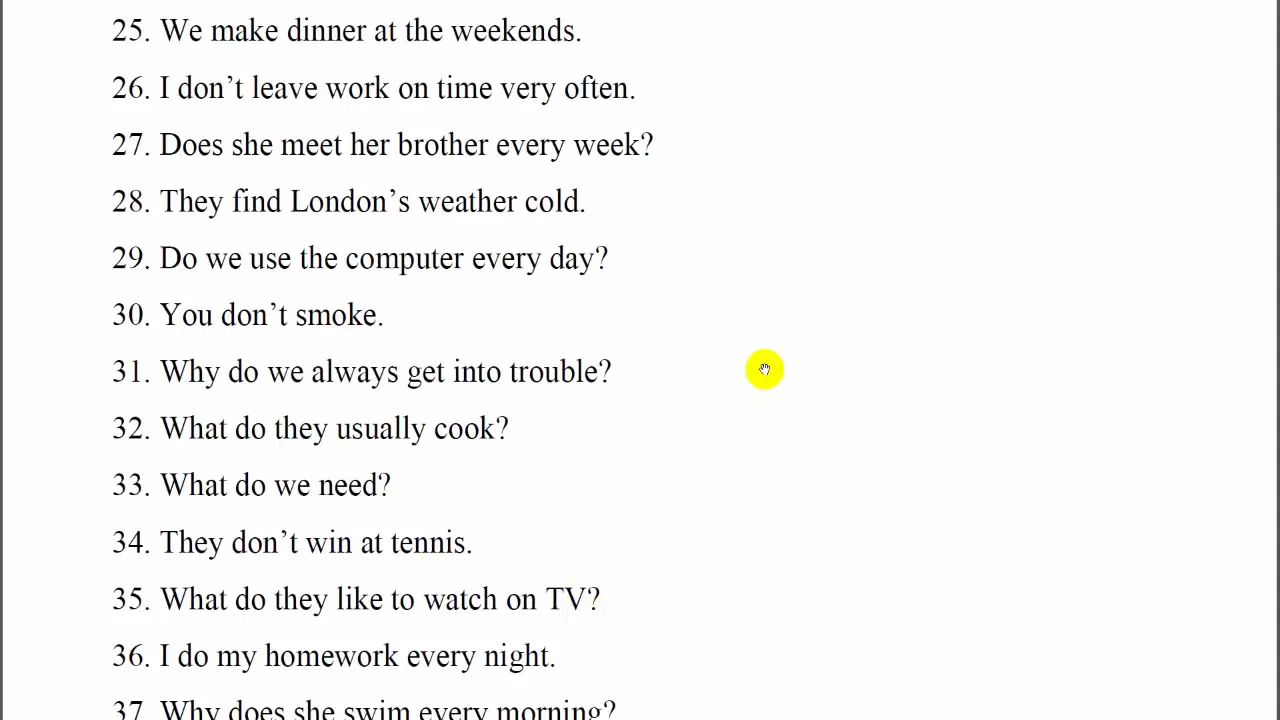 25. We make dinner at the weekends.
26. I don’t leave work on time very often.
27. Does she meet her brother every week?
28. They find London’s weather cold.
29. Do we use the computer every day?
30. You don’t smoke.
31. Why do we always get into trouble?
32. What do they usually cook?
33. What do we need?
34. They don’t win at tennis.
35. What do they like to watch on TV?
36. I do my homework every night.
37. Why does she swim every morning?